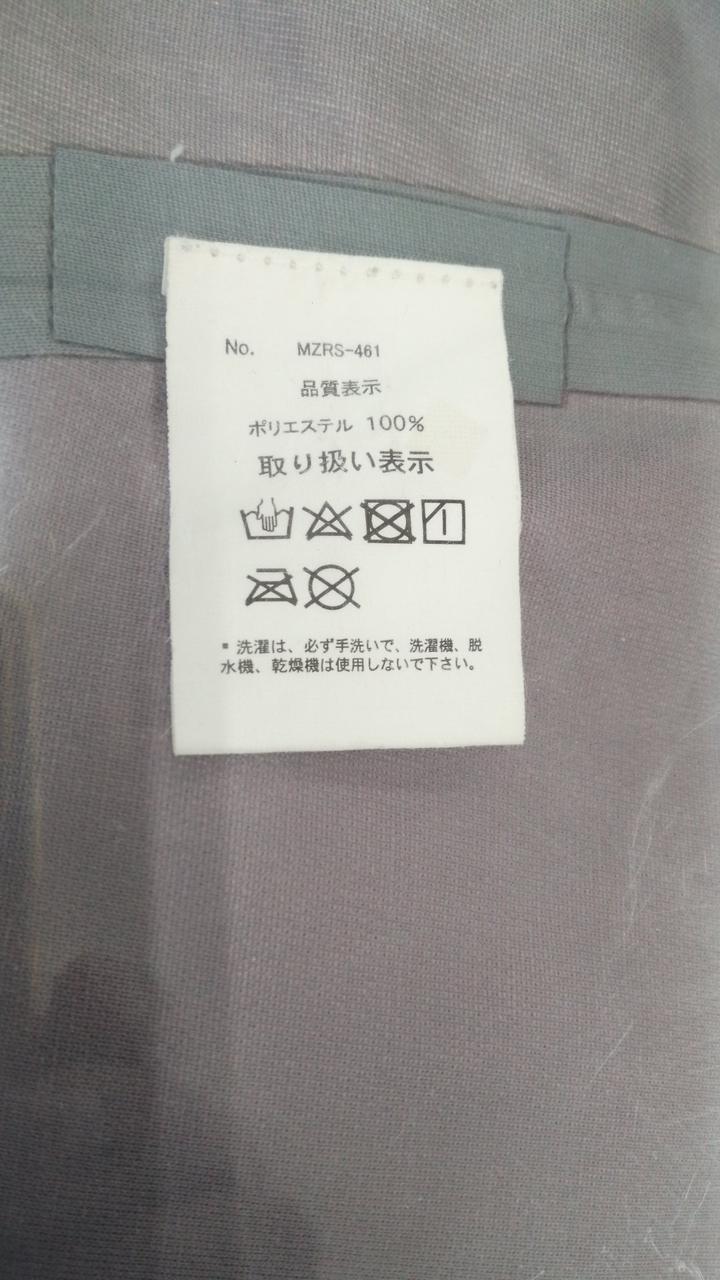 No. MZRS-461
品質表示
ポリエステル 100%
取り扱い表示
* 洗濯は、必ず手洗いで、洗濯機、脱
水機、乾燥機は使用しないで下さい。